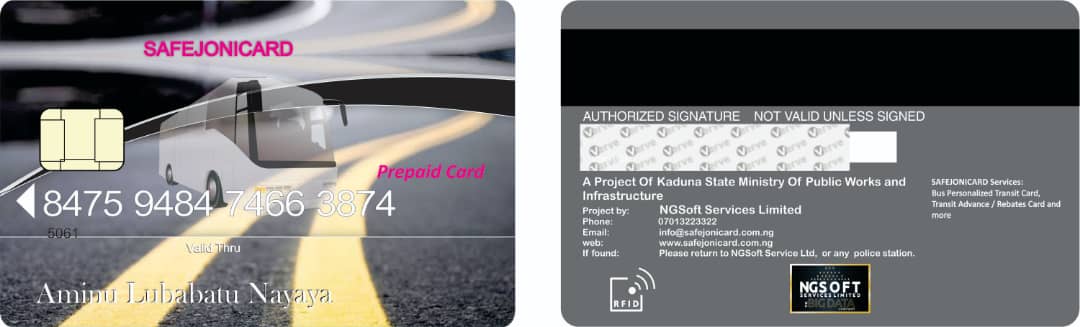 SAFEJONICARD
Prepaid Card
8475 9484 7466 3874
5061
Valid Thru
Aminu Lubabatu Nayaya
AUTHORIZED SIGNATURE NOT VALID UNLESS SIGNED
A Project Of Kaduna State Ministry Of Public Works and
Infrastructure
Project by: NGSoft Services Limited
Phone: 07013223322
Email: info@safejonicard.com.ng
web: www.safejonicard.com.ng
If found: Please return to NGSoft Service Ltd, or any police station.
SAFEJONICARD Services:
Bus Personalized Transit Card,
Transit Advance / Rebates Card and
more
RFID
NGSOFT
SERVICES LIMITED
BIG DATA